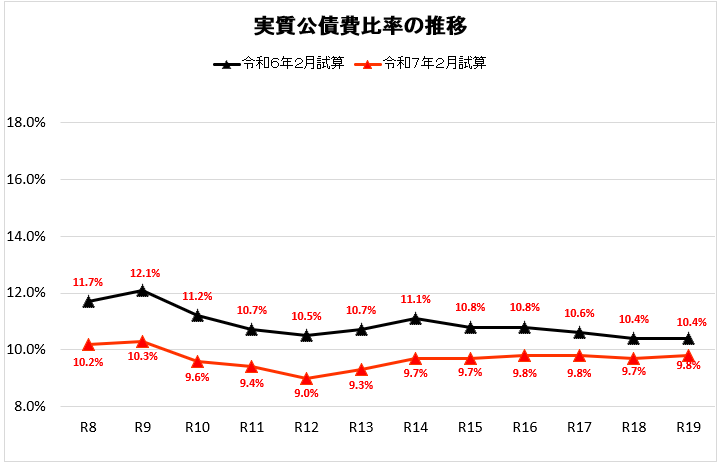 実質公債費比率の推移
令和6年2月試算 令和7年2月試算
18.0%
16.0%
14.0%
12.0%
10.0%
8.0%
11.7% 12.1% 11.2% 10.7% 10.5% 10.7% 11.1% 10.8% 10.8% 10.6% 10.4% 10.4%
10.2% 10.3% 9.6% 9.4% 9.0% 9.3% 9.7% 9.7% 9.8% 9.8% 9.7% 9.8%
R8 R9 R10 R11 R12 R13 R14 R15 R16 R17 R18 R19